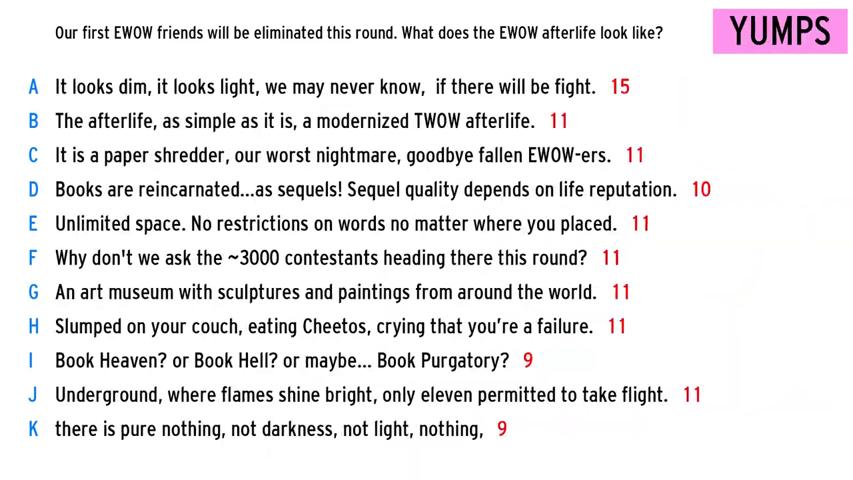 Our first EWOW friends will be eliminated this round. What does the EWOW afterlife look like?
YUMPS
A It looks dim, it looks light, we may never know, if there will be fight. 15
B The afterlife, as simple as it is, a modernized TWOW afterlife. 11
C It is a paper shredder, our worst nightmare, goodbye fallen EWOW-ers. 11
D Books are reincarnated...as sequels! Sequel quality depends on life reputation. 10
E Unlimited space. No restrictions on words no matter where you placed. 11
F Why don't we ask the ~3000 contestants heading there this round? 11
G An art museum with sculptures and paintings from around the world. 11
H Slumped on your couch, eating Cheetos, crying that you’re a failure. 11
I Book Heaven? or Book Hell? or maybe... Book Purgatory? 9
J Underground, where flames shine bright, only eleven permitted to take flight. 11
K there is pure nothing, not darkness, not light, nothing, 9